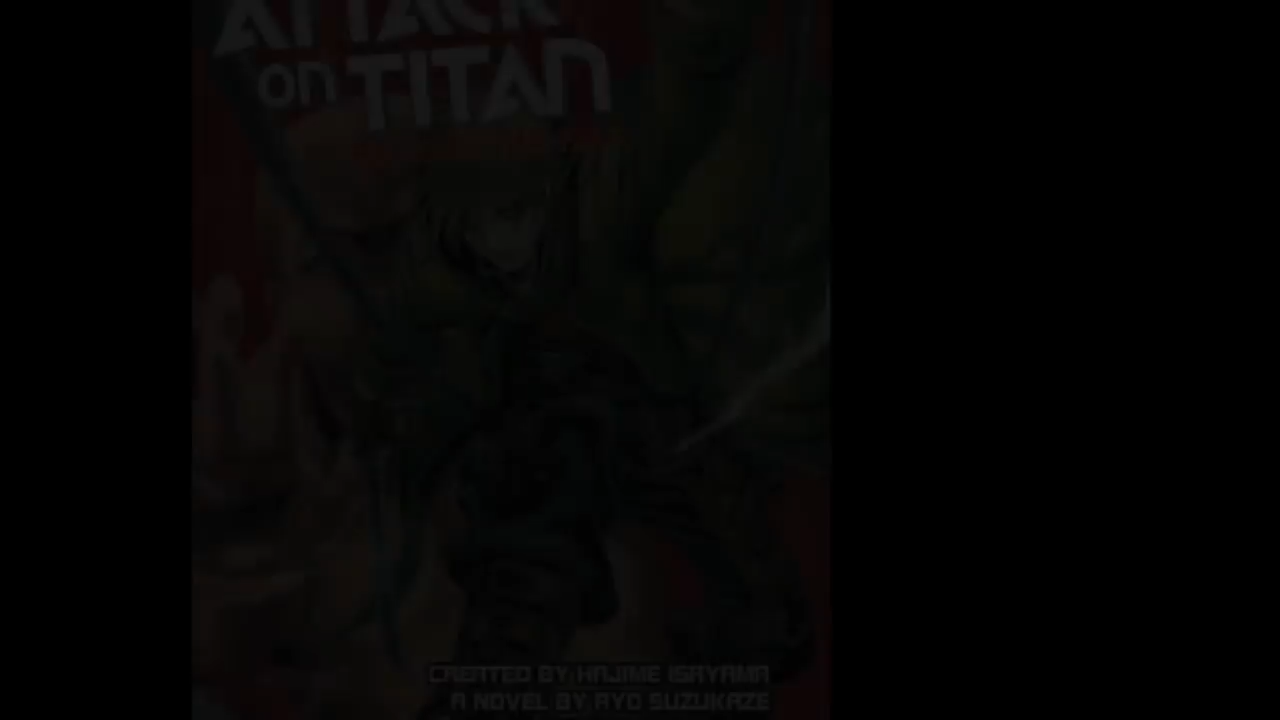 ATTACK
on TITAN
CREATED BY HAJIME ISAYAMA
A NOVEL BY RYO SUZUKAZE